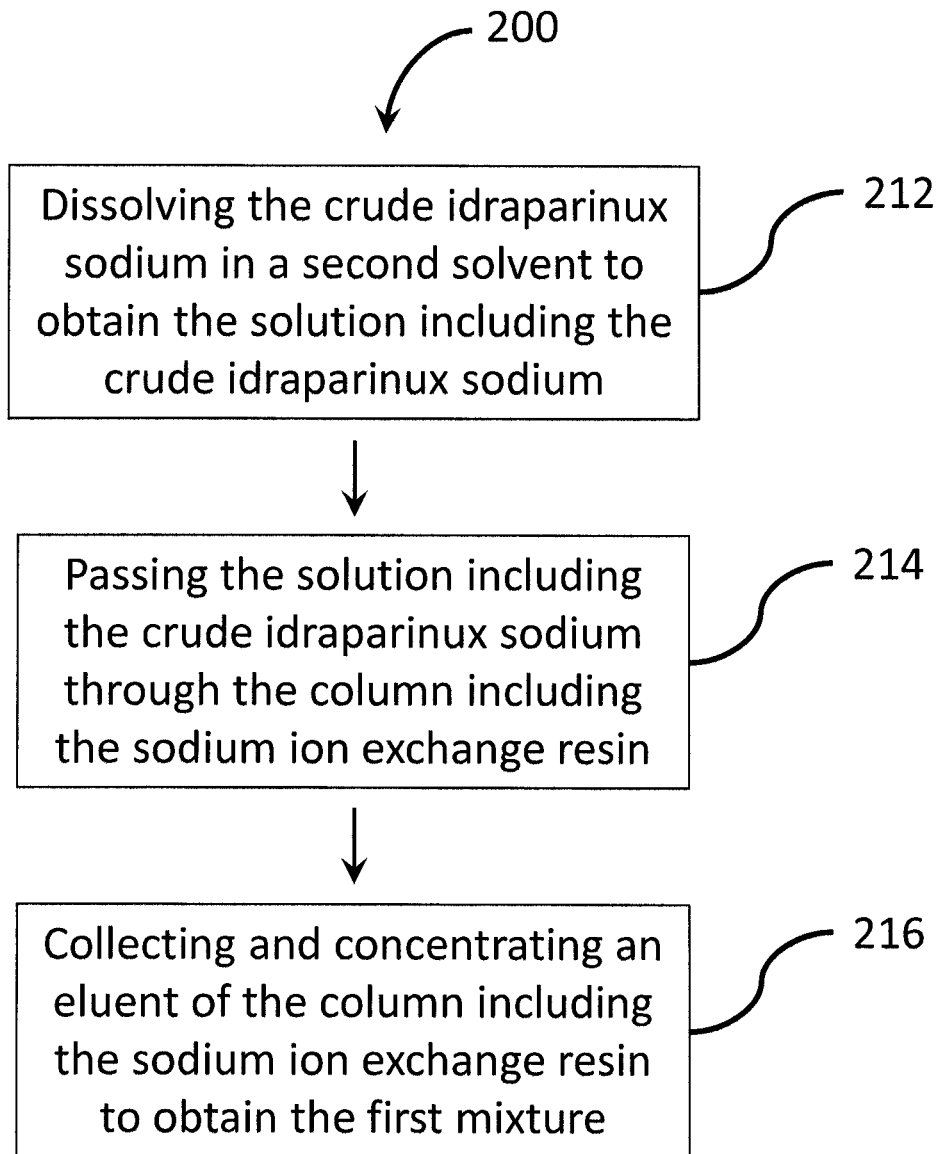 200
Dissolving the crude idraparinux
sodium in a second solvent to
obtain the solution including the
crude idraparinux sodium
212
Passing the solution including
the crude idraparinux sodium
through the column including
the sodium ion exchange resin
214
Collecting and concentrating an
eluent of the column including
the sodium ion exchange resin
to obtain the first mixture
216